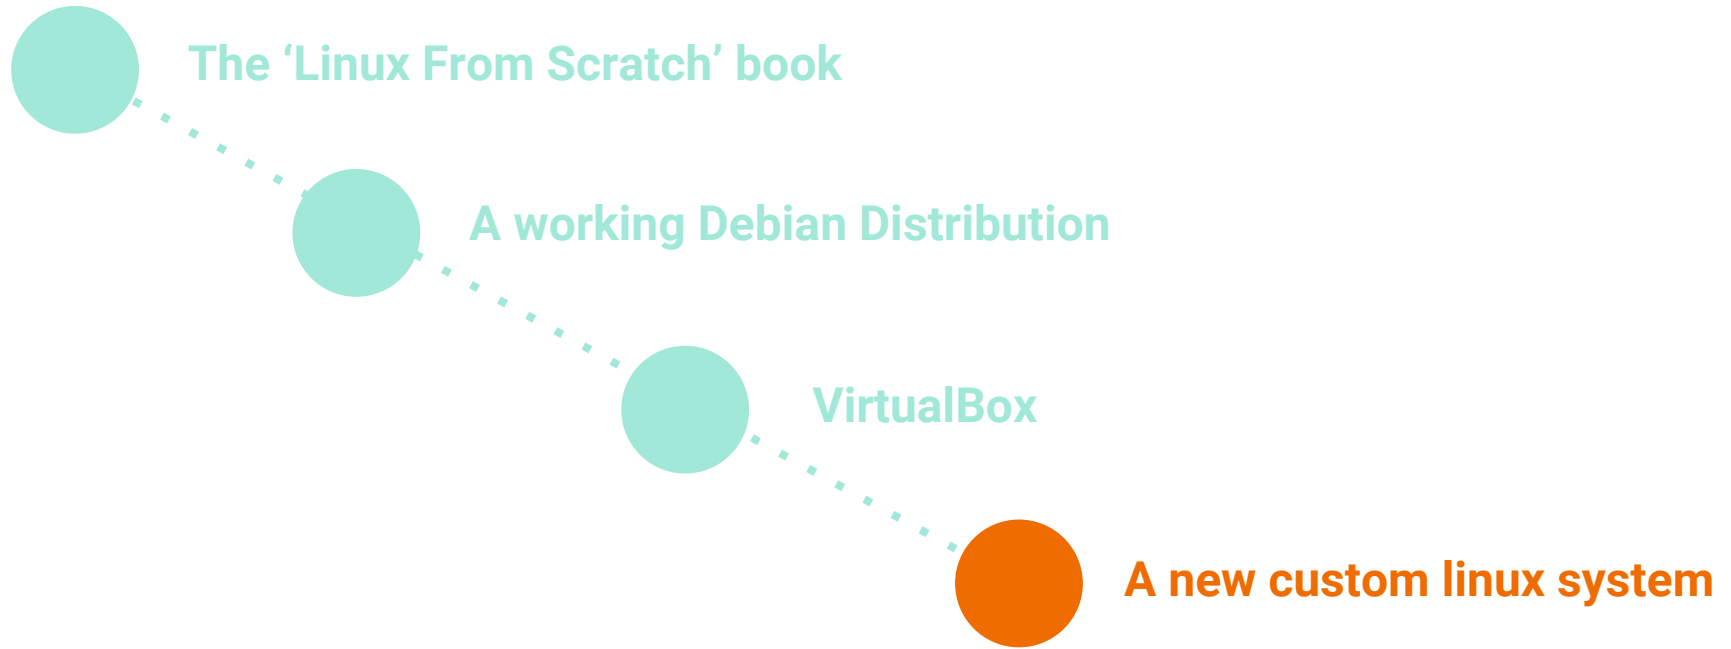 The ‘Linux From Scratch’ book
A working Debian Distribution
VirtualBox
A new custom linux system